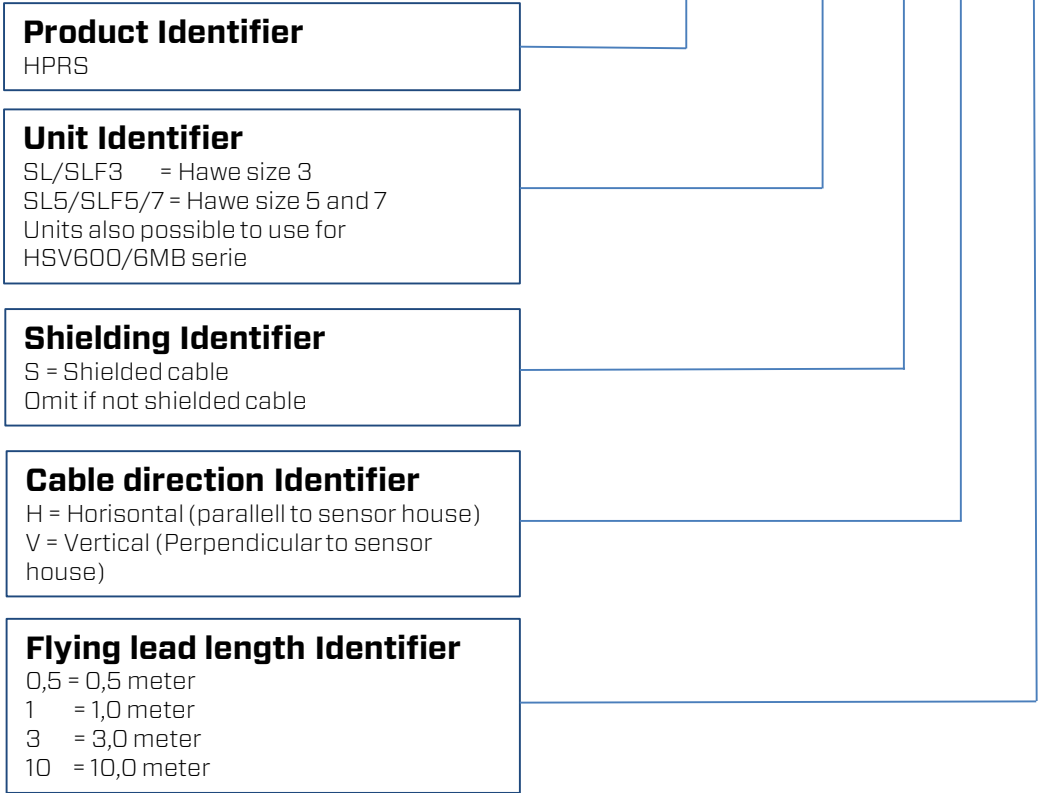 Product Identifier
HPRS
Unit Identifier
SL/SLF3 = Hawe size 3
SL5/SLF5/7 = Hawe size 5 and 7
Units also possible to use for
HSV600/6MB serie
Shielding Identifier
S = Shielded cable
Omit if not shielded cable
Cable direction Identifier
H = Horisontal (parallell to sensor house)
V = Vertical (Perpendicular to sensor
house)
Flying lead length Identifier
0,5 = 0,5 meter
1 = 1,0 meter
3 = 3,0 meter
10 = 10,0 meter